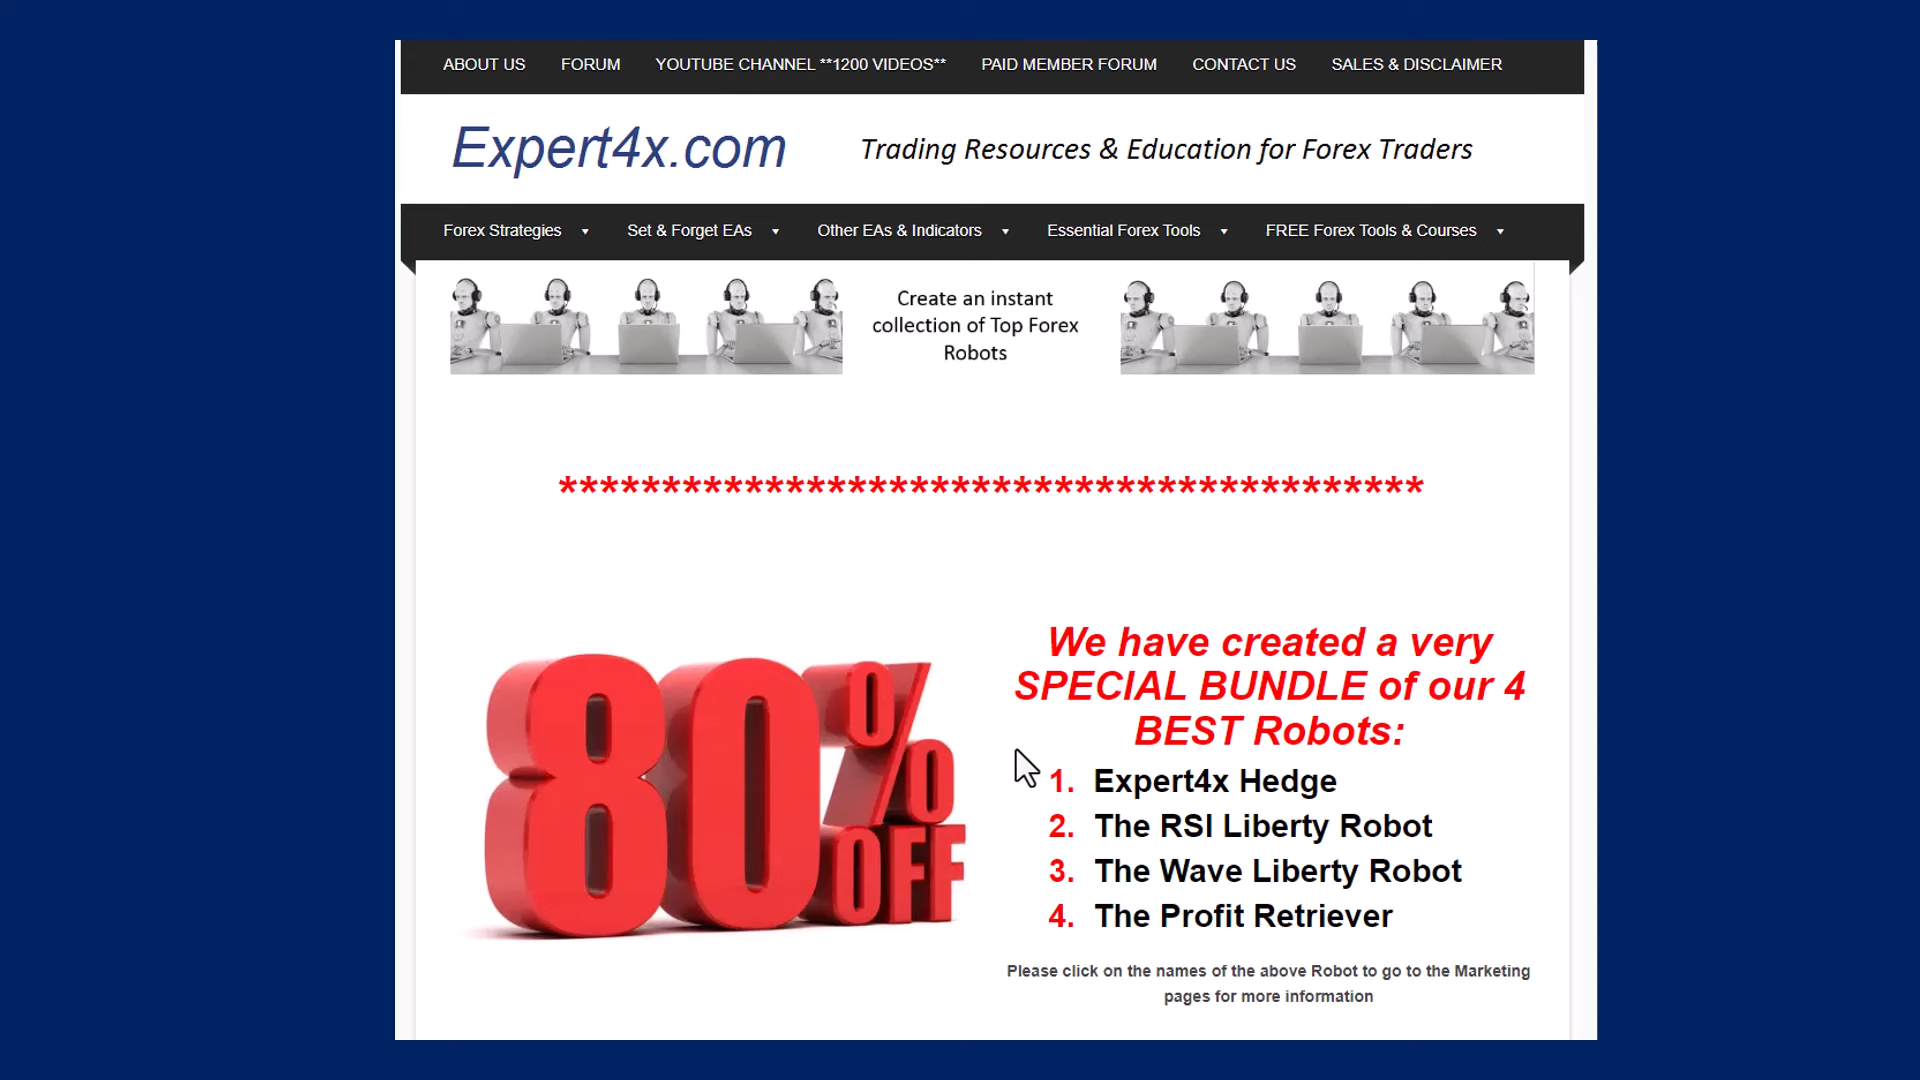 ABOUT US FORUM YOUTUBE CHANNEL **1200 VIDEOS** PAID MEMBER FORUM CONTACT US SALES & DISCLAIMER
Expert4x.com Trading Resources & Education for Forex Traders
Forex Strategies Set & Forget EAs Other EAs & Indicators Essential Forex Tools FREE Forex Tools & Courses
Create an instant
collection of Top Forex
Robots
******************************************
80% OFF
We have created a very
SPECIAL BUNDLE of our 4
BEST Robots:
1. Expert4x Hedge
2. The RSI Liberty Robot
3. The Wave Liberty Robot
4. The Profit Retriever
Please click on the names of the above Robot to go to the Marketing
pages for more information